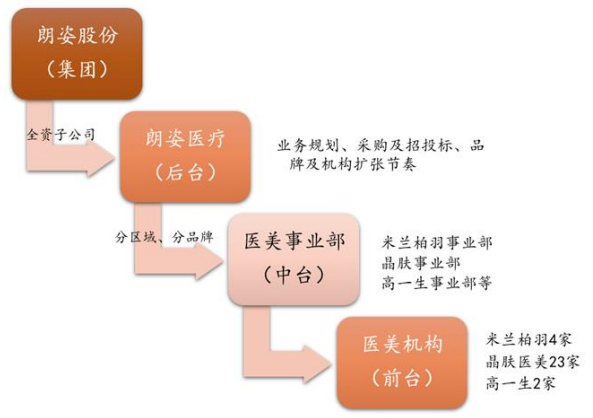 朗姿股份
（集团）
全资子公司
朗姿医疗
（后台）
业务规划、采购及招投标、品
牌及机构扩张节奏
分区域、分品牌
医美事业部
（中台）
米兰柏羽事业部
晶肤事业部
高一生事业部等
医美机构
（前台）
米兰柏羽4家
晶肤医美23家
高一生2家